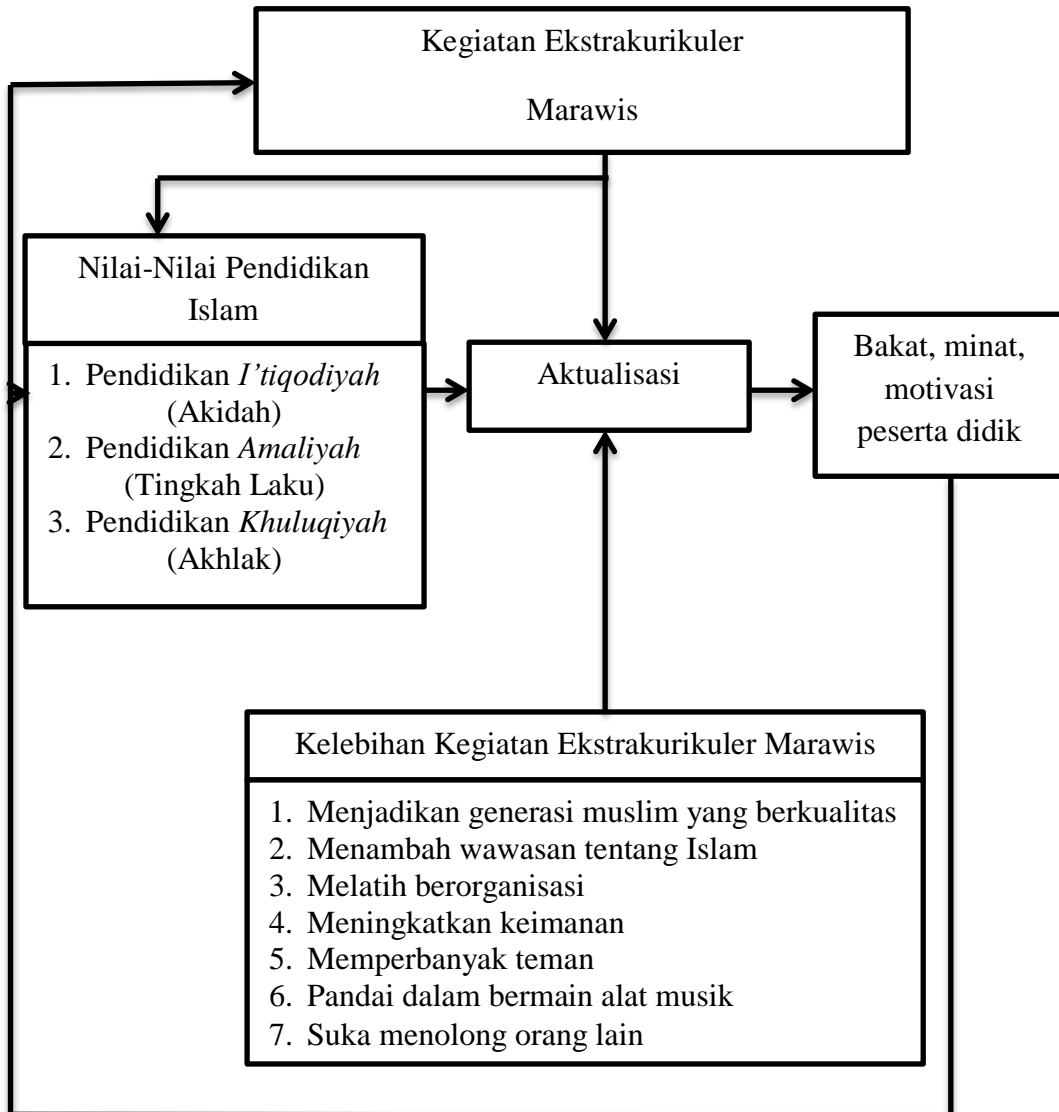 Kegiatan Ekstrakurikuler
Marawis
Nilai-Nilai Pendidikan
Islam
1. Pendidikan I’tiqodiyah
(Akidah)
2. Pendidikan Amaliyah
(Tingkah Laku)
3. Pendidikan Khuluqiyah
(Akhlak)
Aktualisasi
Bakat, minat,
motivasi
peserta didik
Kelebihan Kegiatan Ekstrakurikuler Marawis
1. Menjadikan generasi muslim yang berkualitas
2. Menambah wawasan tentang Islam
3. Melatih berorganisasi
4. Meningkatkan keimanan
5. Memperbanyak teman
6. Pandai dalam bermain alat musik
7. Suka menolong orang lain